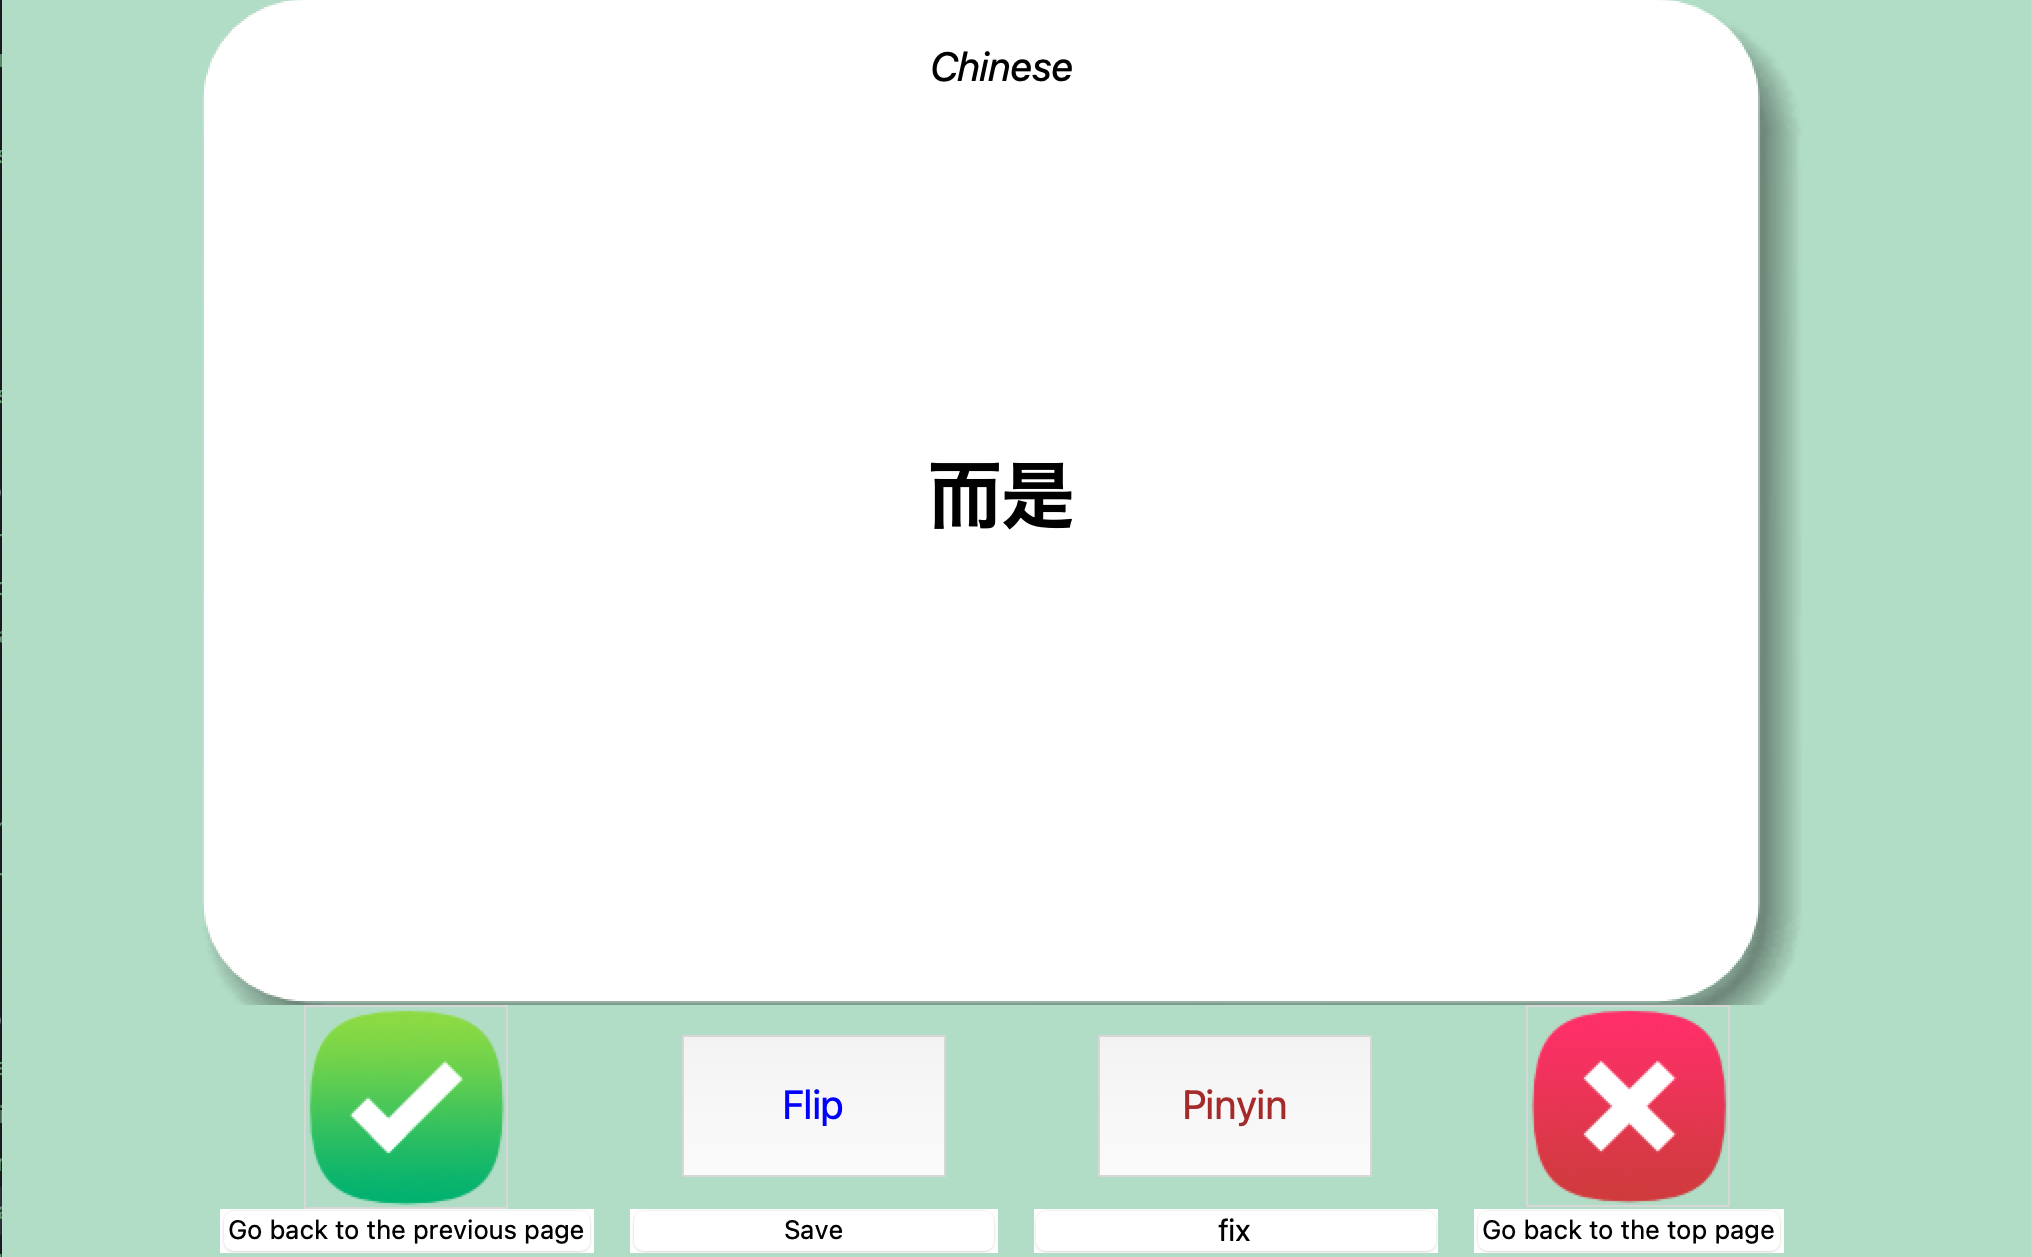 Chinese
而是
Flip
Pinyin
Go back to the previous page
Save
fix
Go back to the top page